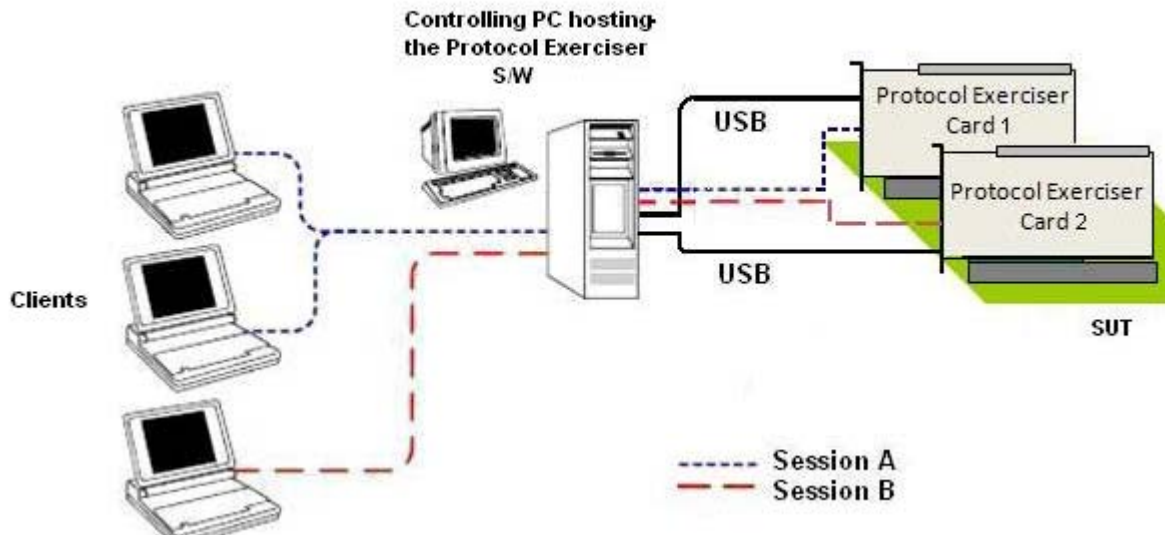 Controlling PC hosting
the Protocol Exerciser
S/W
Protocol Exerciser
Card 1
USB
Protocol Exerciser
Card 2
USB
Clients
SUT
Session A
Session B